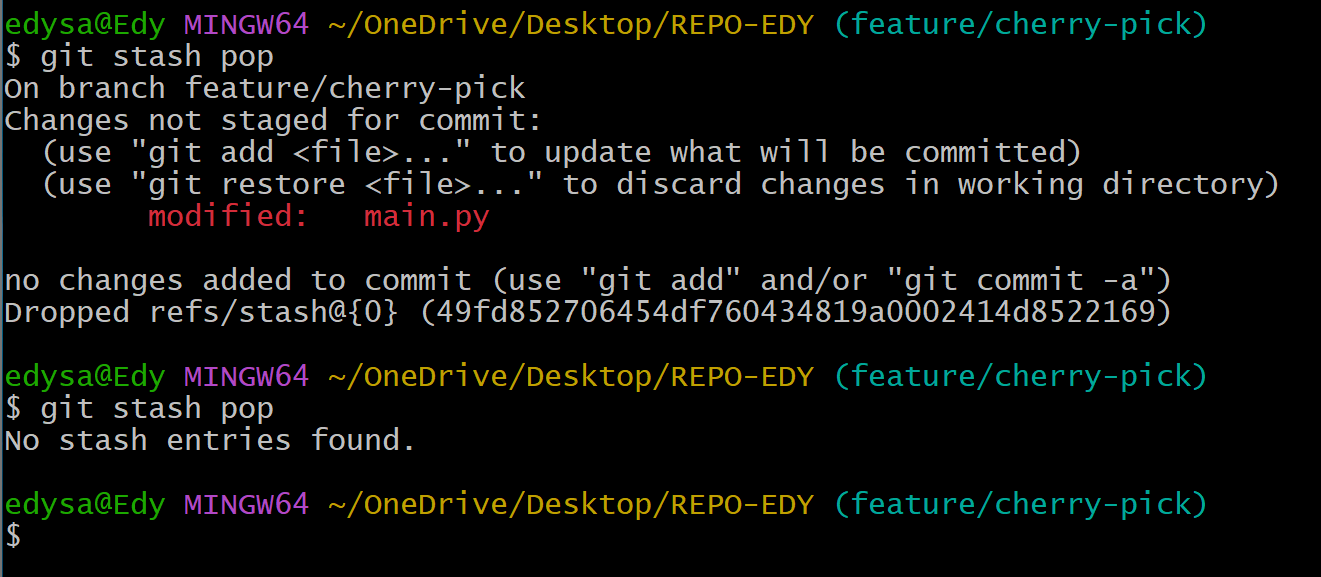 edysa@Edy MINGW64 ~/OneDrive/Desktop/REPO-EDY (feature/cherry-pick)
$ git stash pop
On branch feature/cherry-pick
Changes not staged for commit:
  (use "git add <file>..." to update what will be committed)
  (use "git restore <file>..." to discard changes in working directory)
        modified:   main.py

no changes added to commit (use "git add" and/or "git commit -a")
Dropped refs/stash@{0} (49fd852706454df760434819a0002414d8522169)

edysa@Edy MINGW64 ~/OneDrive/Desktop/REPO-EDY (feature/cherry-pick)
$ git stash pop
No stash entries found.

edysa@Edy MINGW64 ~/OneDrive/Desktop/REPO-EDY (feature/cherry-pick)
$